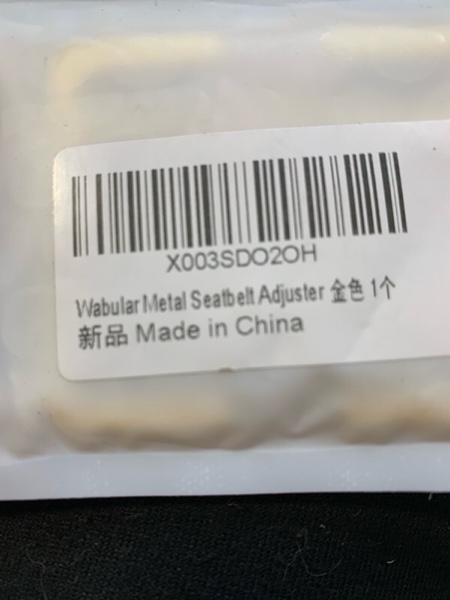 X003SDO2OH
Wabular Metal Seatbelt Adjuster 金色 1个
新品 Made in China